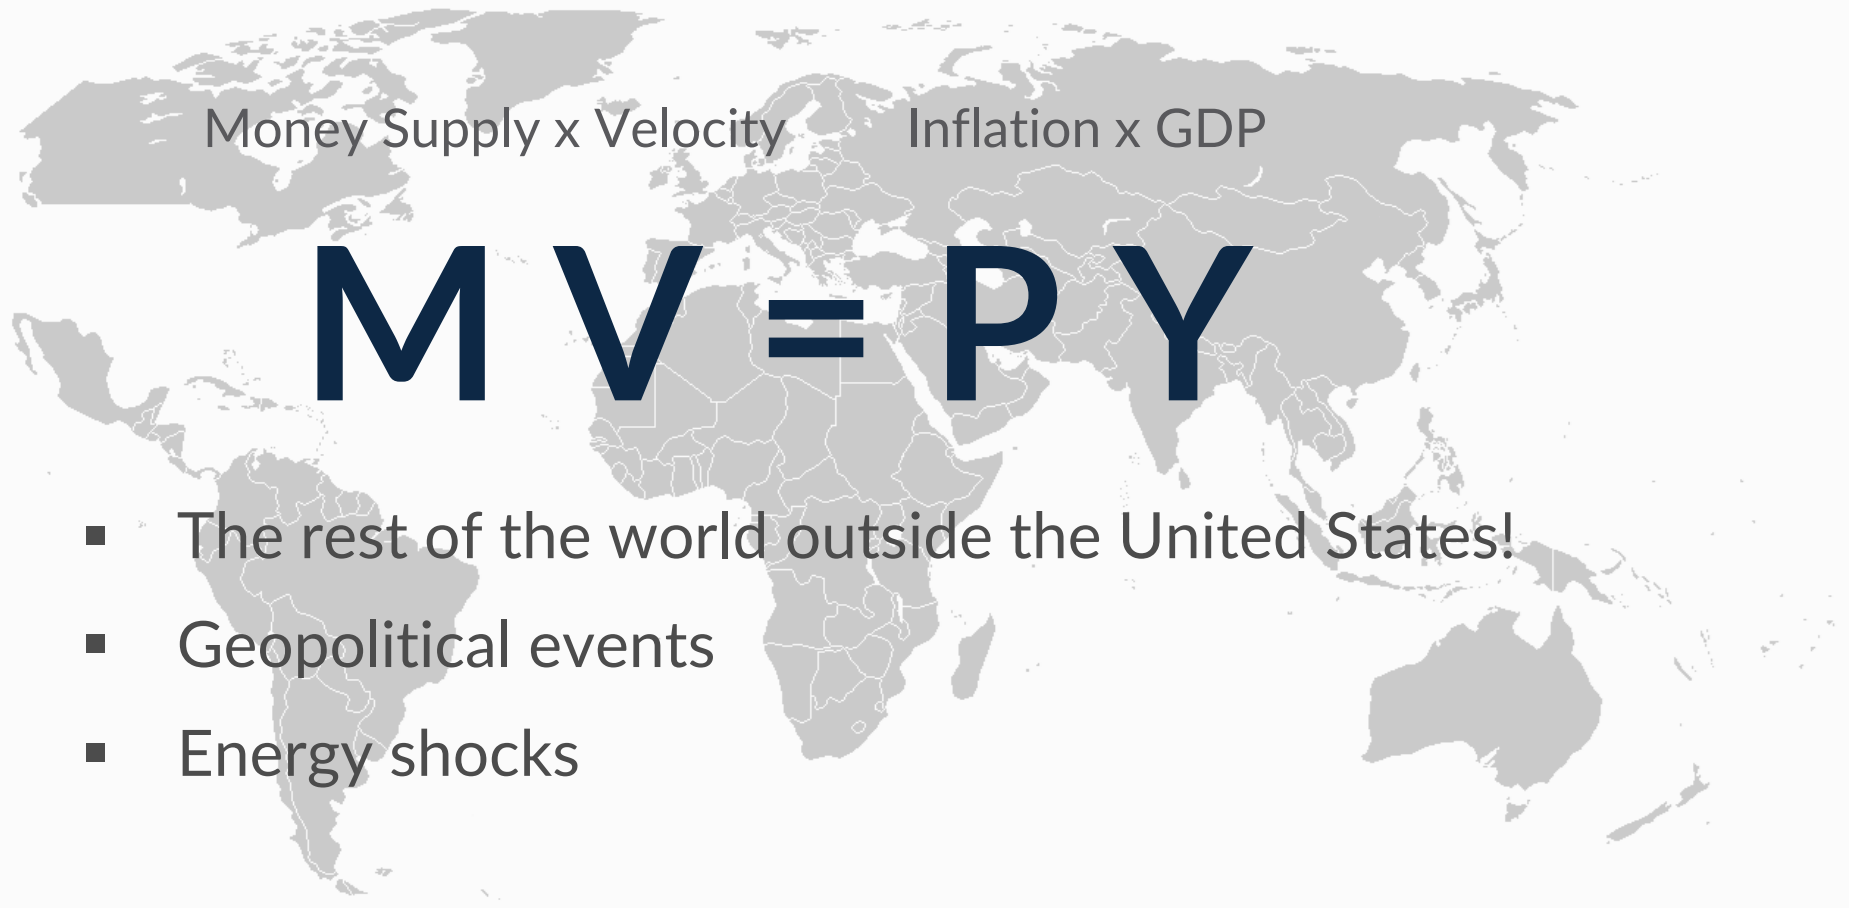 Money Supply x Velocity Inflation x GDP
M V = P Y
▪ The rest of the world outside the United States!
▪ Geopolitical events
▪ Energy shocks